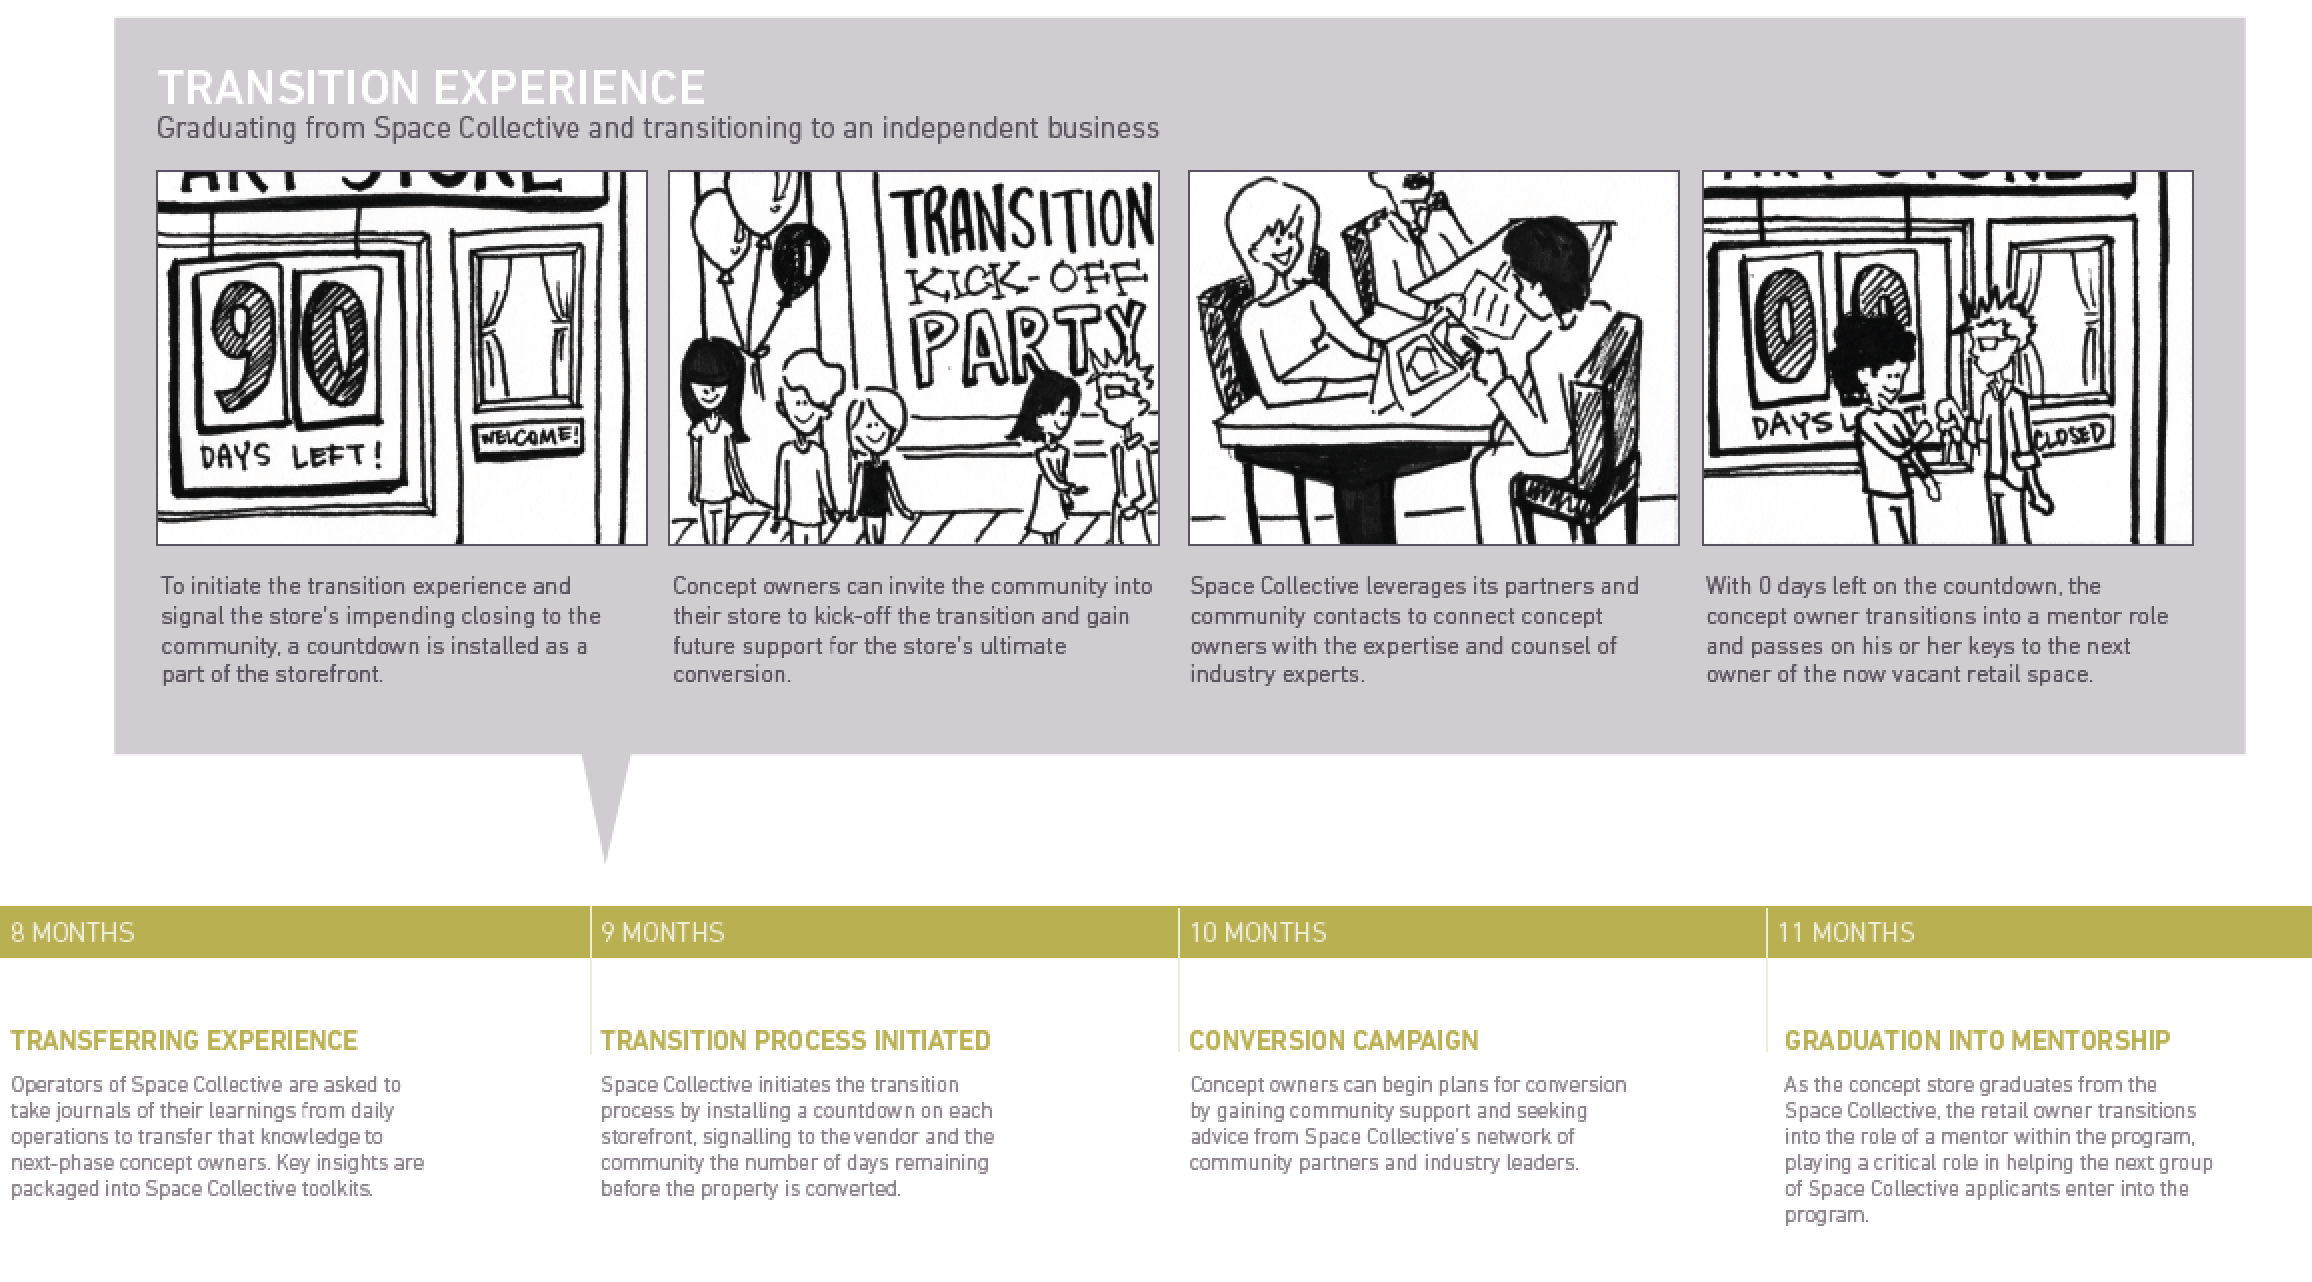 TRANSITION EXPERIENCE
Graduating from Space Collective and transitioning to an independent business
ART STORE
90
DAYS LEFT!
WELCOME!
TRANSITION
KICK-OFF
PARTY
ART STORE
00
DAYS LEFT
CLOSED
To initiate the transition experience and
signal the store's impending closing to the
community, a countdown is installed as a
part of the storefront.
Concept owners can invite the community into
their store to kick-off the transition and gain
future support for the store's ultimate
conversion.
Space Collective leverages its partners and
community contacts to connect concept
owners with the expertise and counsel of
industry experts.
With 0 days left on the countdown, the
concept owner transitions into a mentor role
and passes on his or her keys to the next
owner of the now vacant retail space.
8 MONTHS
9 MONTHS
10 MONTHS
11 MONTHS
TRANSFERRING EXPERIENCE
Operators of Space Collective are asked to
take journals of their learnings from daily
operations to transfer that knowledge to
next-phase concept owners. Key insights are
packaged into Space Collective toolkits.
TRANSITION PROCESS INITIATED
Space Collective initiates the transition
process by installing a countdown on each
storefront, signalling to the vendor and the
community the number of days remaining
before the property is converted.
CONVERSION CAMPAIGN
Concept owners can begin plans for conversion
by gaining community support and seeking
advice from Space Collective's network of
community partners and industry leaders.
GRADUATION INTO MENTORSHIP
As the concept store graduates from the
Space Collective, the retail owner transitions
into the role of a mentor within the program,
playing a critical role in helping the next group
of Space Collective applicants enter into the
program.